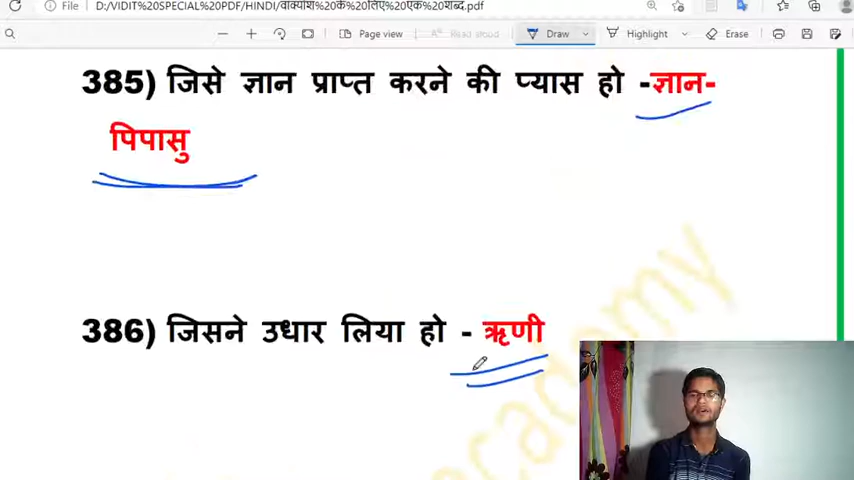 File D:/VIDIT%20SPECIAL%20PDF/HINDI/वाक्यांश%20के%20लिए%20एक%20शब्द.pdf
Page view Read aloud Draw Highlight Erase
385) जिसे ज्ञान प्राप्त करने की प्यास हो -ज्ञान-
पिपासु
386) जिसने उधार लिया हो - ऋणी
academy